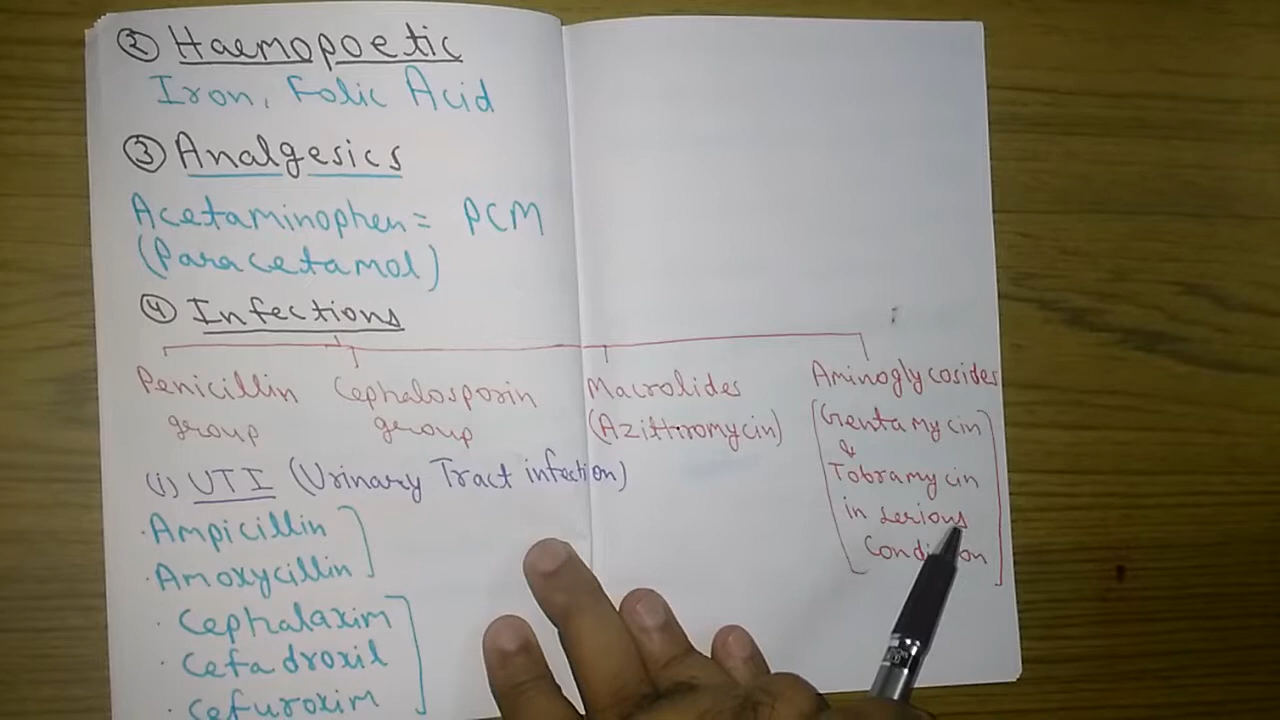 ② Haemopoetic
Iron, Folic Acid
③ Analgesics
Acetaminophen = PCM
(Paracetamol)
④ Infections
Penicillin group
Cephalosporin group
Macrolides
(Azithromycin)
Aminoglycosides
(Gentamycin
&
Tobramycin
in serious
Condition)
(i) UTI (Urinary Tract infection)
· Ampicillin
· Amoxycillin
· Cephalaxim
· Cefadroxil
· Cefuroxim